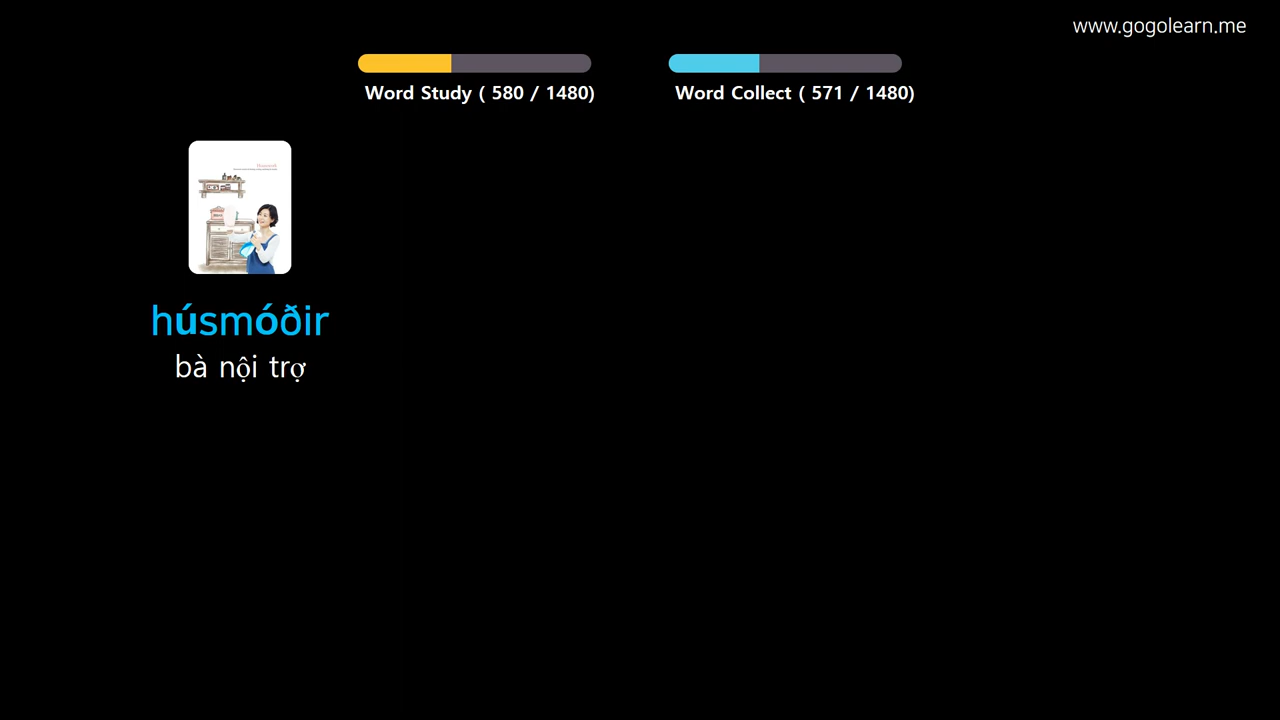 www.gogolearn.me
Word Study ( 580 / 1480)
Word Collect ( 571 / 1480)
húsmóðir
bà nội trợ